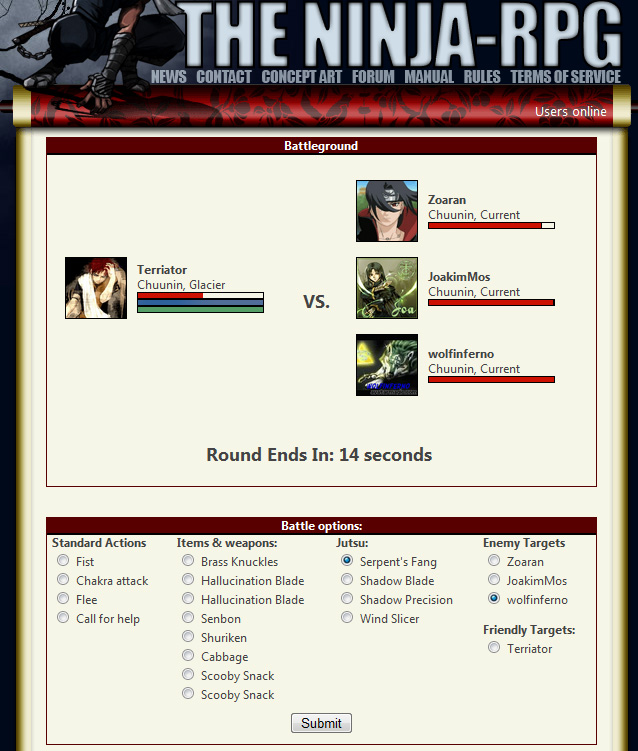 THE NINJA-RPG
NEWS CONTACT CONCEPT ART FORUM MANUAL RULES TERMS OF SERVICE
Users online
Battleground
Terriator
Chuunin, Glacier
VS.
Zoaran
Chuunin, Current
JoakimMos
Chuunin, Current
Joa
wolfinferno
Chuunin, Current
Round Ends In: 14 seconds
Battle options:
Standard Actions
Fist
Chakra attack
Flee
Call for help
Items & weapons:
Brass Knuckles
Hallucination Blade
Hallucination Blade
Senbon
Shuriken
Cabbage
Scooby Snack
Scooby Snack
Jutsu:
Serpent's Fang
Shadow Blade
Shadow Precision
Wind Slicer
Enemy Targets
Zoaran
JoakimMos
wolfinferno
Friendly Targets:
Terriator
Submit